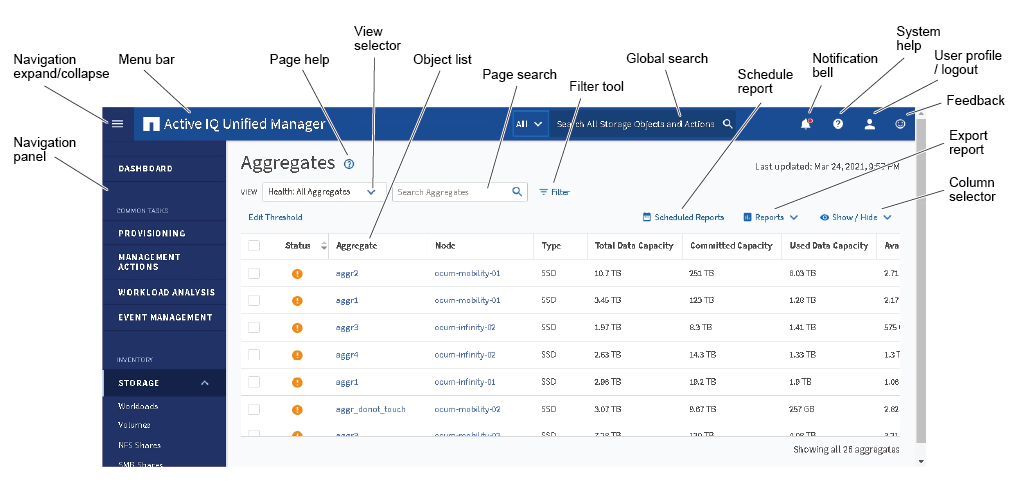 View
selector
Navigation
expand/collapse
Menu bar
Page help
Object list
Page search
Filter tool
Global search
Schedule
report
Notification
bell
System
help
User profile
/ logout
Feedback
Navigation
panel
Export
report
Column
selector
Active IQ Unified Manager
All
Search All Storage Objects and Actions
DASHBOARD
COMMON TASKS
PROVISIONING
MANAGEMENT
ACTIONS
WORKLOAD ANALYSIS
EVENT MANAGEMENT
INVENTORY
STORAGE
Workloads
Volumes
NFS Shares
SMB Shares
Aggregates ?
Last updated: Mar 24, 2021, 9:57 PM
VIEW Health: All Aggregates Search Aggregates Filter
Edit Threshold Scheduled Reports Reports Show / Hide
Status Aggregate Node Type Total Data Capacity Committed Capacity Used Data Capacity Ava
aggr2 ocum-mobility-01 SSD 10.7 TB 251 TB 8.03 TB 2.71
aggr1 ocum-mobility-01 SSD 3.45 TB 123 TB 1.28 TB 2.17
aggr3 ocum-infinity-02 SSD 1.97 TB 8.3 TB 1.41 TB 575
aggr4 ocum-infinity-02 SSD 2.63 TB 14.3 TB 1.33 TB 1.3 T
aggr1 ocum-infinity-01 SSD 2.96 TB 19.2 TB 1.9 TB 1.06
aggr_donot_touch ocum-mobility-02 SSD 3.07 TB 9.67 TB 257 GB 2.82
ocum-mobility-02 SSD
Showing all 26 aggregates